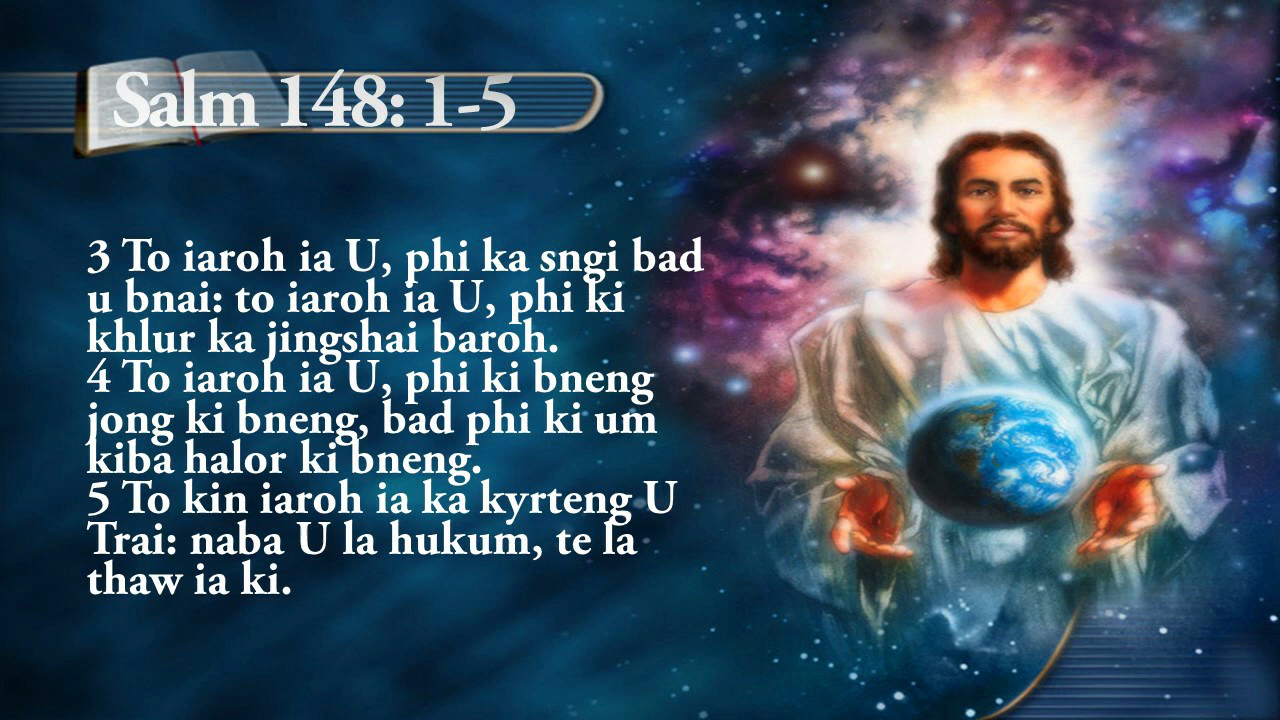 Salm 148: 1-5
3 To iaroh ia U, phi ka sngi bad
u bnai: to iaroh ia U, phi ki
khlur ka jingshai baroh.
4 To iaroh ia U, phi ki bneng
jong ki bneng, bad phi ki um
kiba halor ki bneng.
5 To kin iaroh ia ka kyrteng U
Trai: naba U la hukum, te la
thaw ia ki.